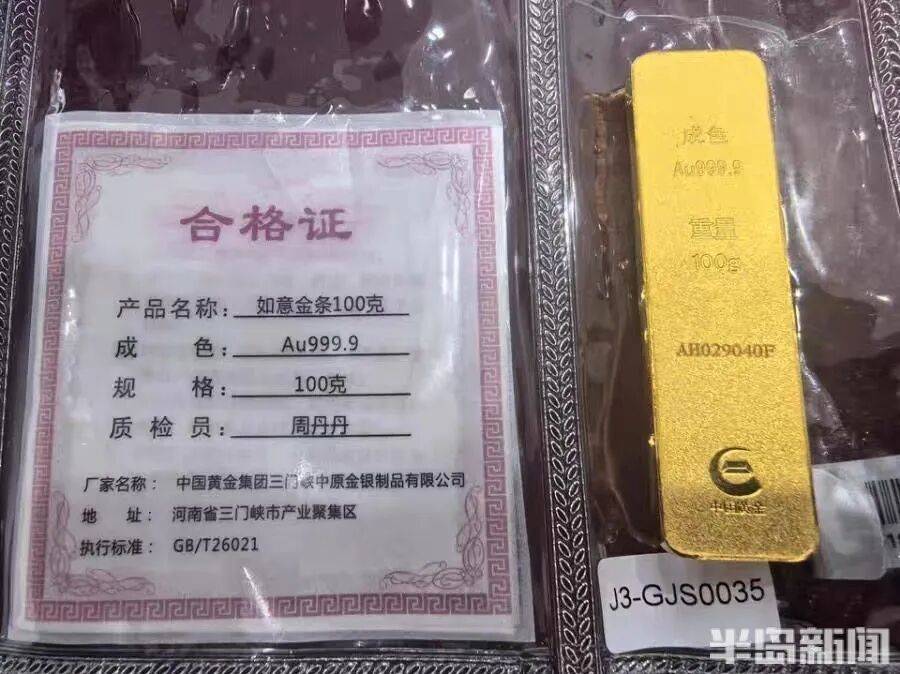 合格证
产品名称：如意金条100克
成色：Au999.9
规格：100克
质检员：周丹丹
厂家名称：中国黄金集团三门峡中原金银制品有限公司
地址：河南省三门峡市产业聚集区
执行标准：GB/T26021
成色
Au999.9
重量
100g
AH029040F
中国黄金
J3-GJS0035
半岛新闻